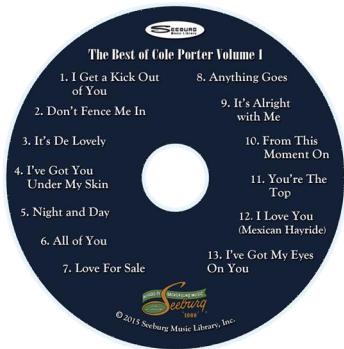 SEEBURG
Music Library
The Best of Cole Porter Volume 1
1. I Get a Kick Out
of You
2. Don't Fence Me In
3. It's De Lovely
4. I've Got You
Under My Skin
5. Night and Day
6. All of You
7. Love For Sale
8. Anything Goes
9. It's Alright
with Me
10. From This
Moment On
11. You're The
Top
12. I Love You
(Mexican Hayride)
13. I've Got My Eyes
On You
BACKGROUND MUSIC
Seeburg
"1000"
© 2015 Seeburg Music Library, Inc.